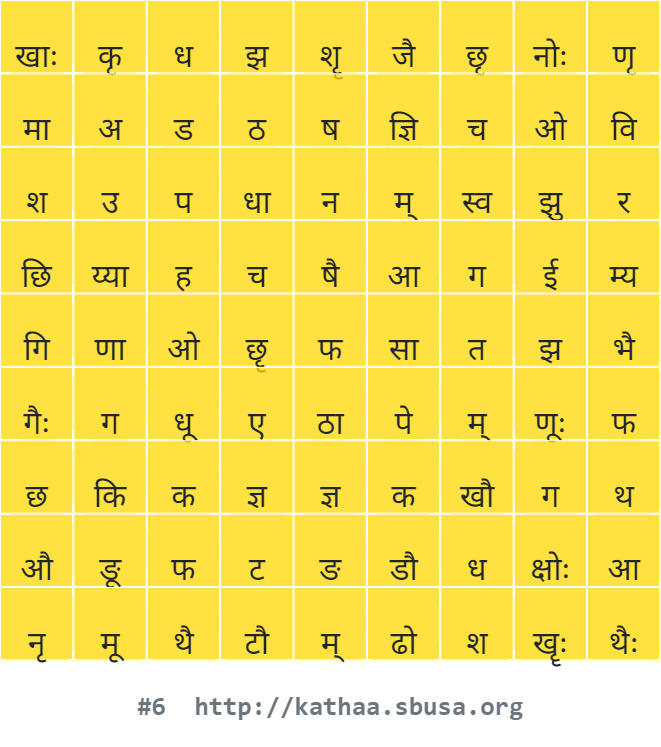 खाः कृ ध झ शृ जै छृ नोः णृ
मा अ ड ठ ष ज्ञि च ओ वि
श उ प धा न म् स्व झु र
छि य्या ह च षै आ ग ई म्य
गि णा ओ छृ फ सा त झ भै
गैः ग धू ए ठा पे म् णूः फ
छ कि क ज्ञ ज्ञ क खौ ग थ
औ ङू फ ट ङ डौ ध क्षोः आ
नृ मू थै टौ म् ढो श खॄः थैः
#6 http://kathaa.sbusa.org